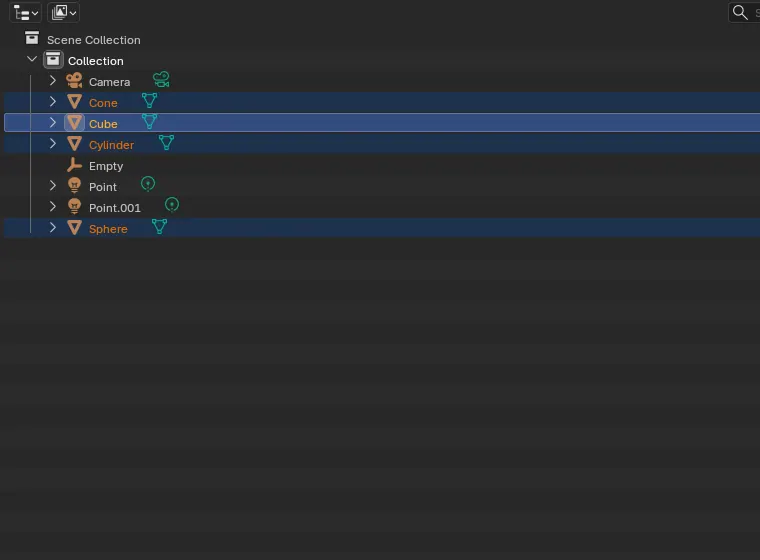 Scene Collection
Collection
Camera
Cone
Cube
Cylinder
Empty
Point
Point.001
Sphere